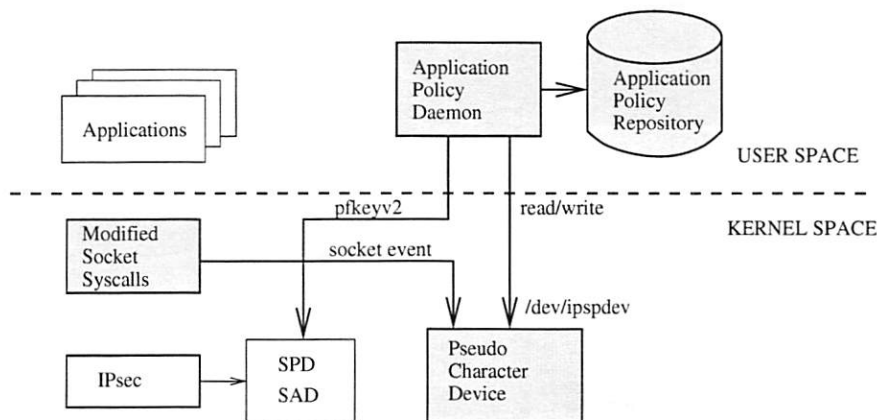 Application
Policy
Daemon
Application
Policy
Repository
Applications
USER SPACE
pfkeyv2
read/write
KERNEL SPACE
Modified
Socket
Syscalls
socket event
/dev/ipspdev
IPsec
SPD
SAD
Pseudo
Character
Device